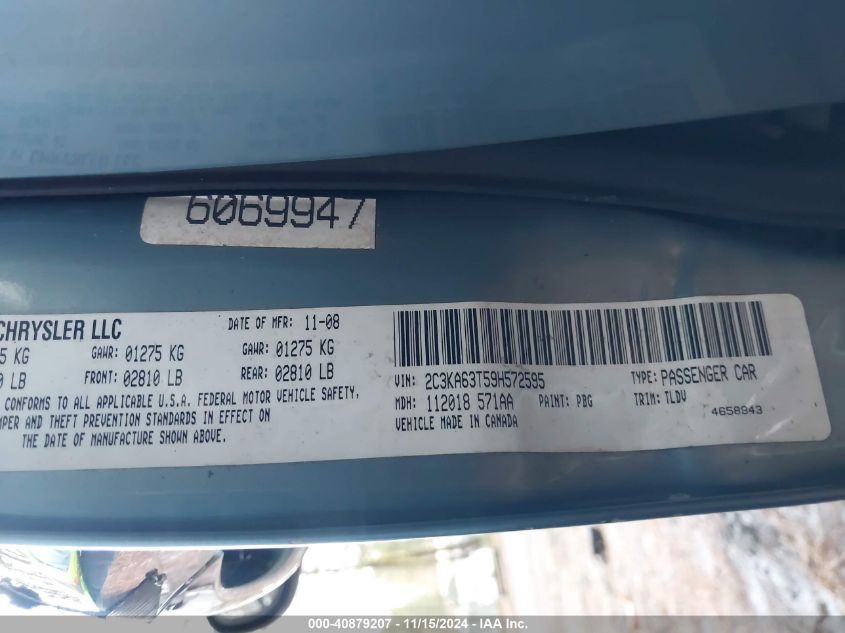 6069947
CHRYSLER LLC DATE OF MFR: 11-08
5 KG GAWR: 01275 KG GAWR: 01275 KG
LB FRONT: 02810 LB REAR: 02810 LB
CONFORMS TO ALL APPLICABLE U.S.A. FEDERAL MOTOR VEHICLE SAFETY,
AND THEFT PREVENTION STANDARDS IN EFFECT ON
THE DATE OF MANUFACTURE SHOWN ABOVE.
VIN: 2C3KA63T59H572595 TYPE: PASSENGER CAR
MDH: 112018 571AA PAINT: PBG TRIM: TLDV
VEHICLE MADE IN CANADA 4658943
000-40879207 - 11/15/2024 - IAA Inc.